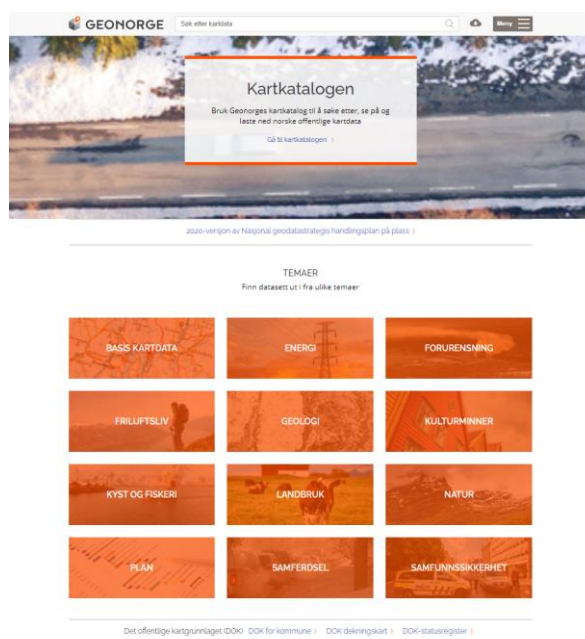 GEONORGE
Søk etter kartdata
Meny
Kartkatalogen
Bruk Geonorges kartkatalog til å søke etter, se på og
laste ned norske offentlige kartdata
Gå til kartkatalogen
2020-versjon av Nasjonal geodatastrategis handlingsplan på plass
TEMAER
Finn datasett ut i fra ulike temaer
BASIS KARTDATA
ENERGI
FORURENSNING
FRILUFTSLIV
GEOLOGI
KULTURMINNER
KYST OG FISKERI
LANDBRUK
NATUR
PLAN
SAMFERDSEL
SAMFUNNSSIKKERHET
Det offentlige kartgrunnlaget (DOK) DOK for kommune DOK dekningskart DOK-statusregister